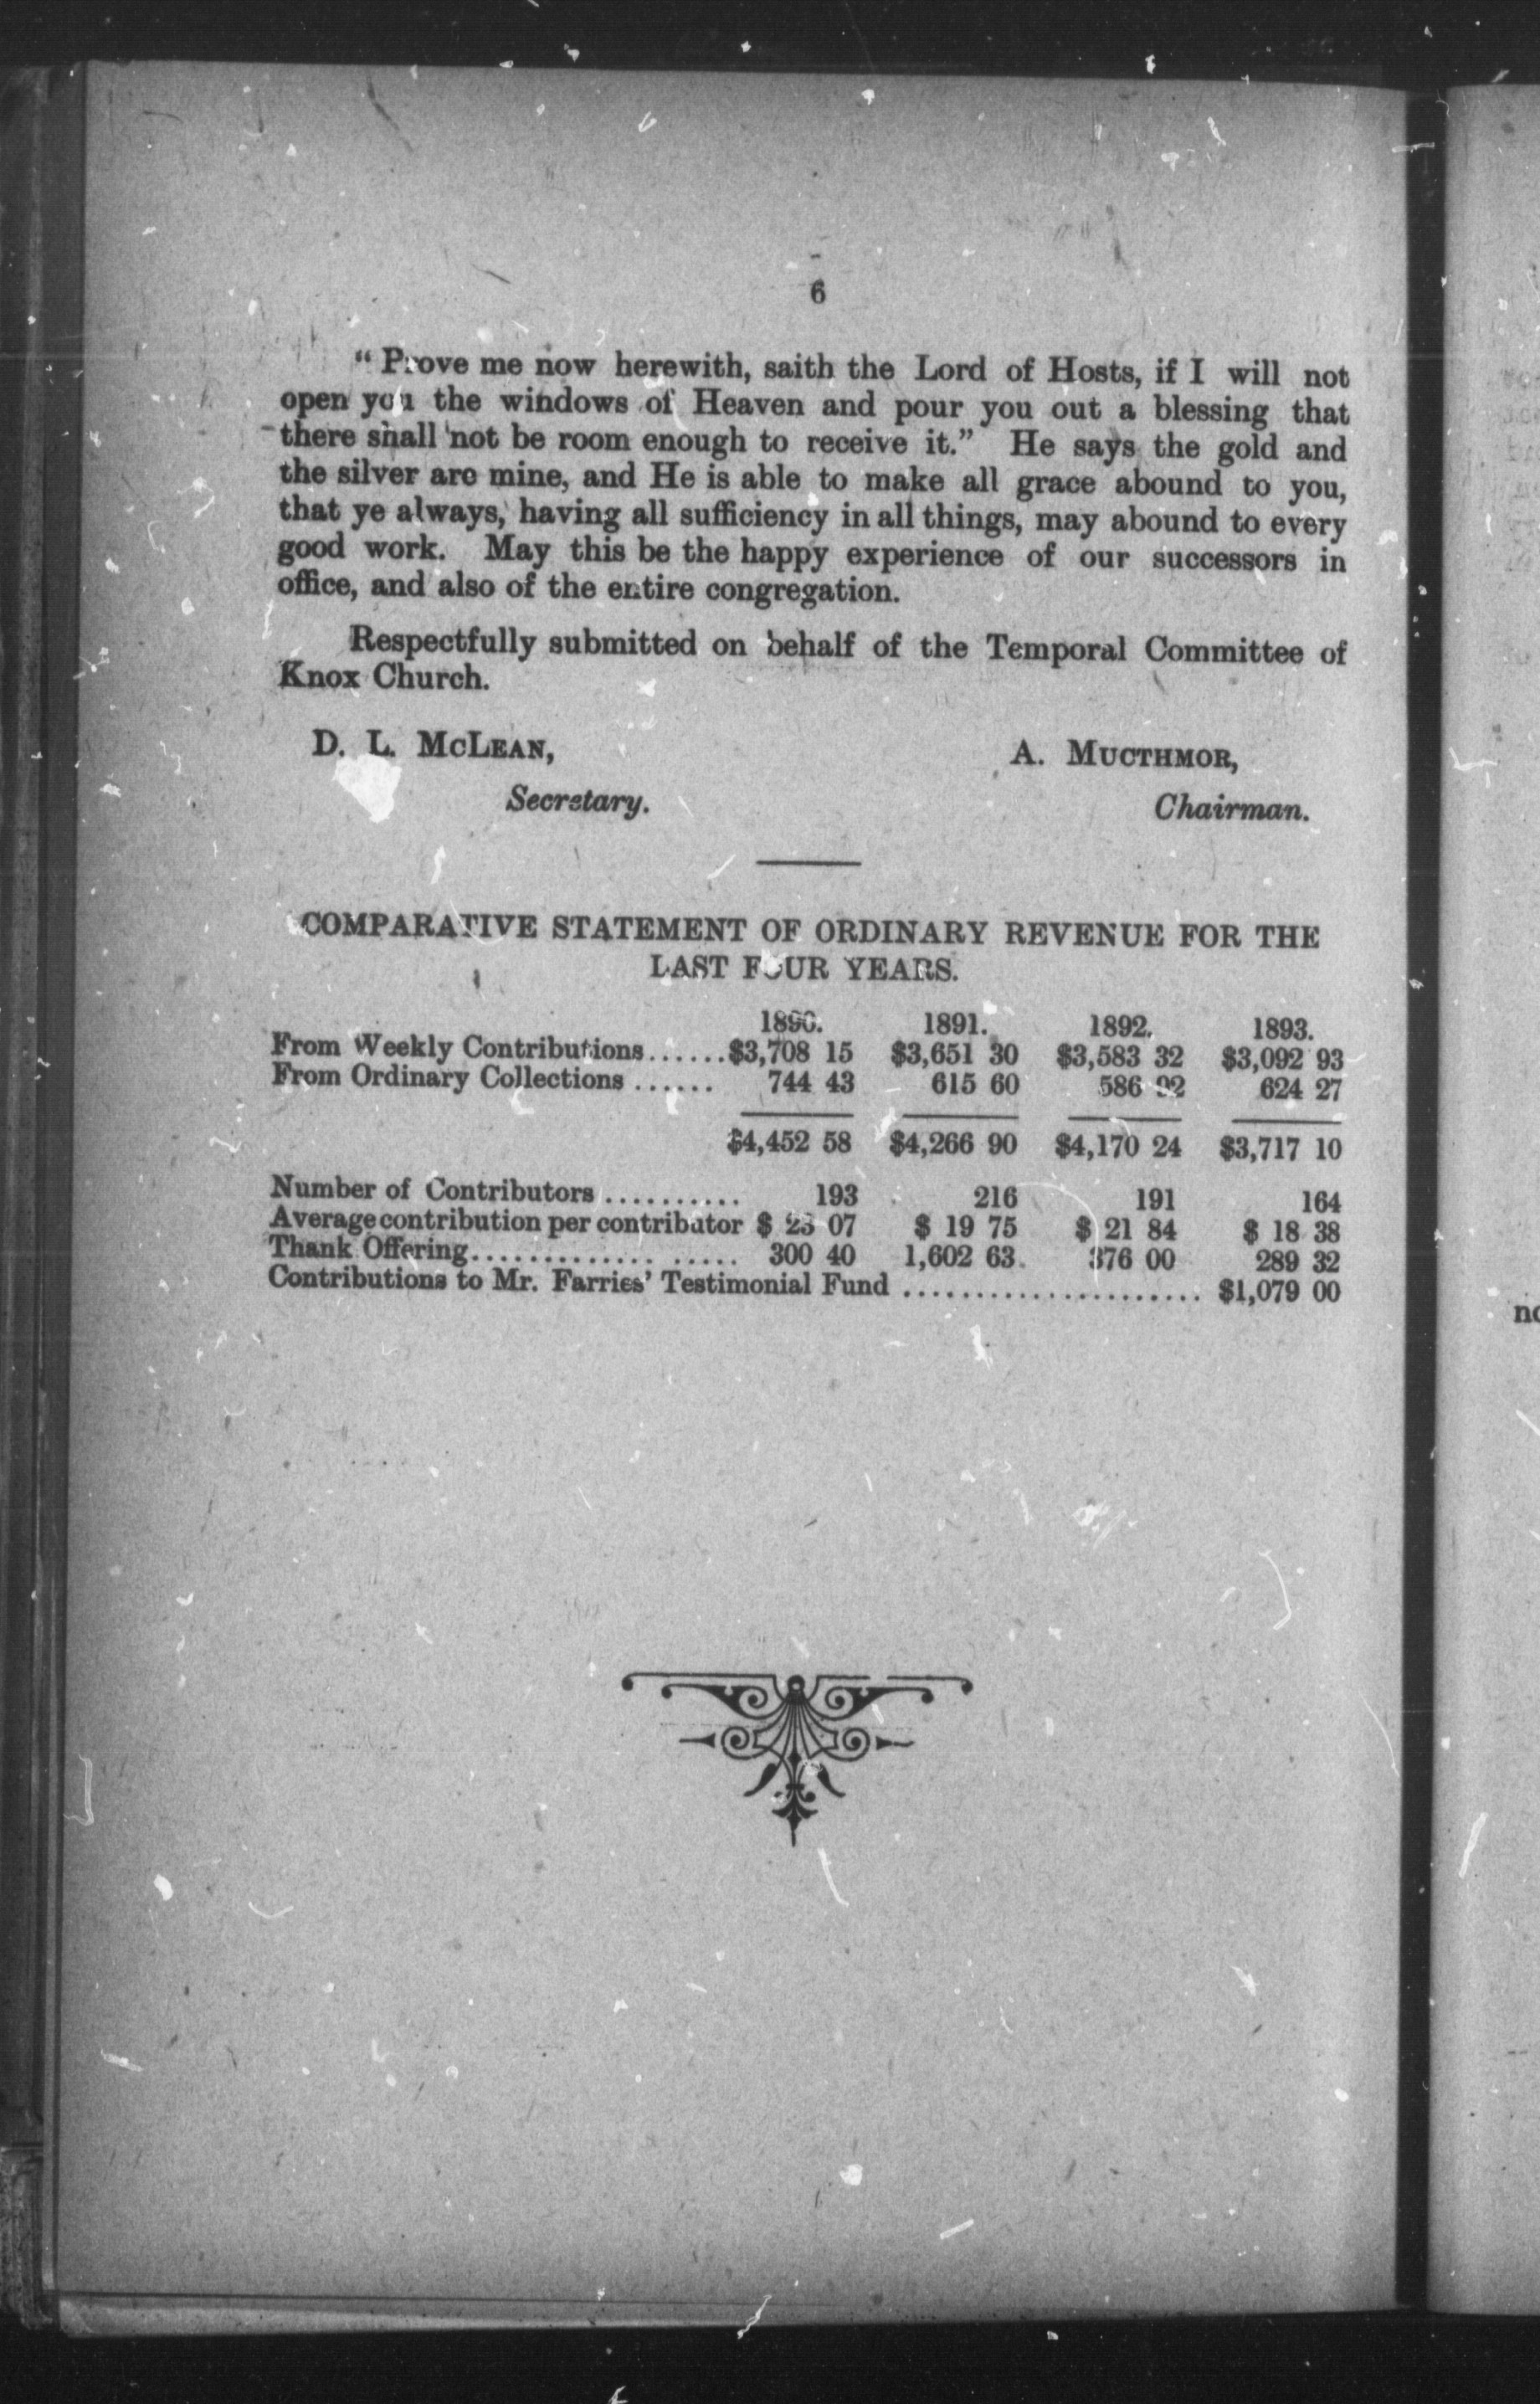 6
“ Prove me now herewith, saith the Lord of Hosts, if I will not
open you the windows of Heaven and pour you out a blessing that
there shall not be room enough to receive it.” He says the gold and
the silver are mine, and He is able to make all grace abound to you,
that ye always, having all sufficiency in all things, may abound to every
good work. May this be the happy experience of our successors in
office, and also of the entire congregation.
Respectfully submitted on behalf of the Temporal Committee of
Knox Church.
D. L. McLean, A. Mucthmor,
Secretary. Chairman.
COMPARATIVE STATEMENT OF ORDINARY REVENUE FOR THE
LAST FOUR YEARS.
1890. 1891. 1892. 1893.
From Weekly Contributions......$3,708 15 $3,651 30 $3,583 32 $3,092 93
From Ordinary Collections ...... 744 43 615 60 586 92 624 27
$4,452 58 $4,266 90 $4,170 24 $3,717 10
Number of Contributors .......... 193 216 191 164
Average contribution per contributor $ 23 07 $ 19 75 $ 21 84 $ 18 38
Thank Offering............. ..... 300 40 1,602 63 376 00 289 32
Contributions to Mr. Farries’ Testimonial Fund ..................... $1,079 00